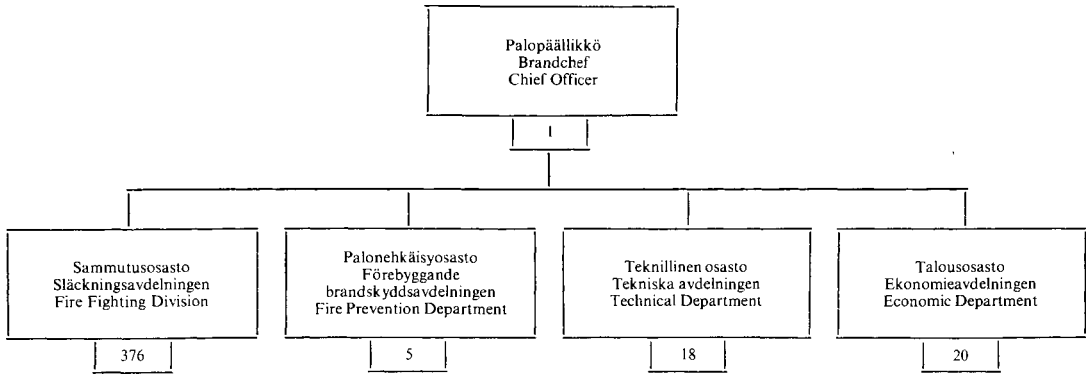 Palopäällikkö
Brandchef
Chief Officer
1
Sammutusosasto
Släckningsavdelningen
Fire Fighting Division
376
Palonehkäisyosasto
Förebyggande
brandskyddsavdelningen
Fire Prevention Department
5
Teknillinen osasto
Tekniska avdelningen
Technical Department
18
Talousosasto
Ekonomieavdelningen
Economic Department
20